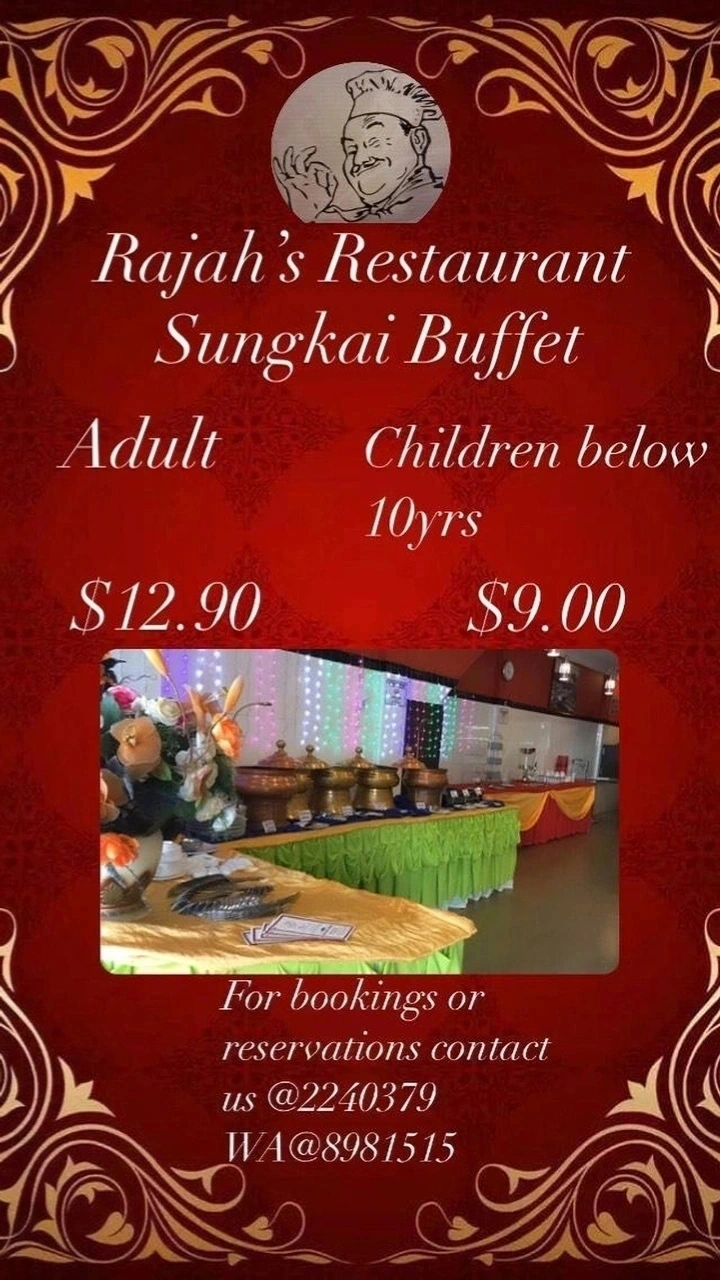 Rajah's Restaurant
Sungkai Buffet
Adult
Children below
10yrs
$12.90
$9.00
For bookings or
reservations contact
us @2240379
WA@8981515